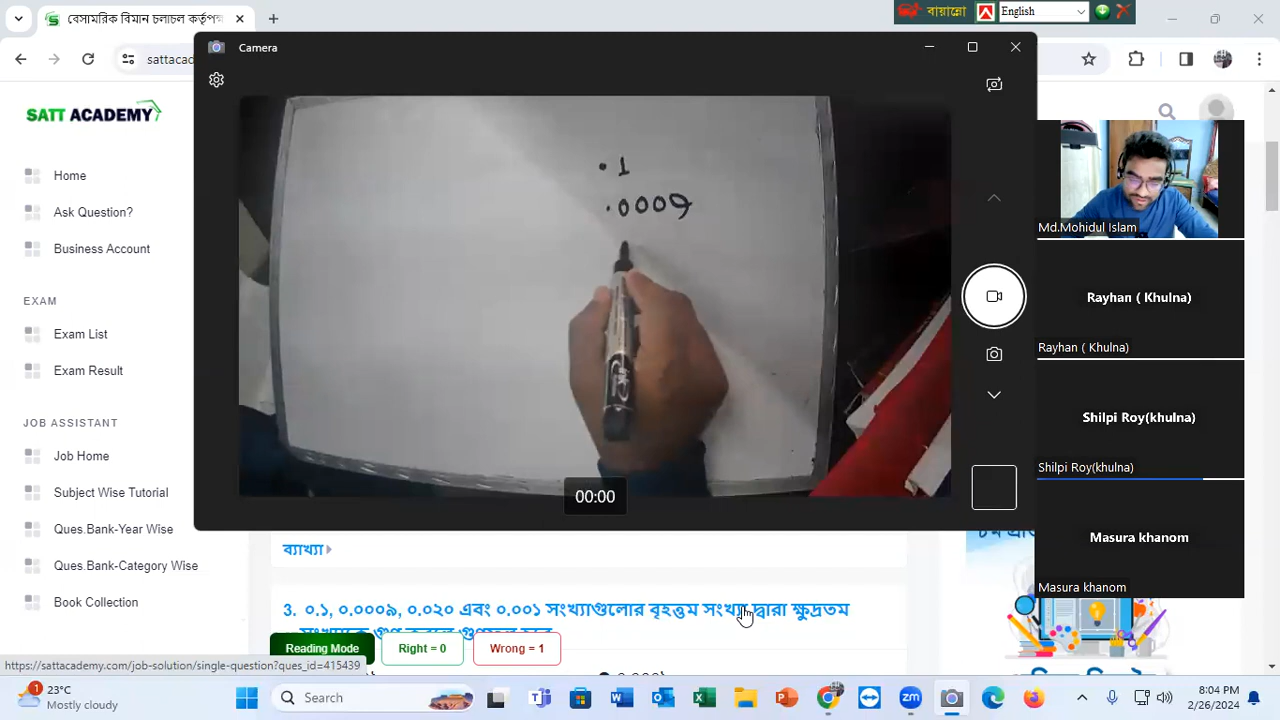 বেসামরিক বিমান চলাচল কর্তৃপক্ষ
বায়ান্নো
English
sattacad
Camera
SATT ACADEMY
Home
Ask Question?
Business Account
EXAM
Exam List
Exam Result
JOB ASSISTANT
Job Home
Subject Wise Tutorial
Ques.Bank-Year Wise
Ques.Bank-Category Wise
Book Collection
.1
.0009
00:00
Md.Mohidul Islam
Rayhan ( Khulna)
Rayhan ( Khulna)
Shilpi Roy(khulna)
Shilpi Roy(khulna)
Masura khanom
Masura khanom
ব্যাখ্যা
3. ০.১, ০.০০০৯, ০.০২০ এবং ০.০০১ সংখ্যাগুলোর বৃহত্তম সংখ্যা দ্বারা ক্ষুদ্রতম
Reading Mode
Right = 0
Wrong = 1
https://sattacademy.com/job-solution/single-question?ques_id=415439
1
23°C
Mostly cloudy
Search
8:04 PM
2/26/2024